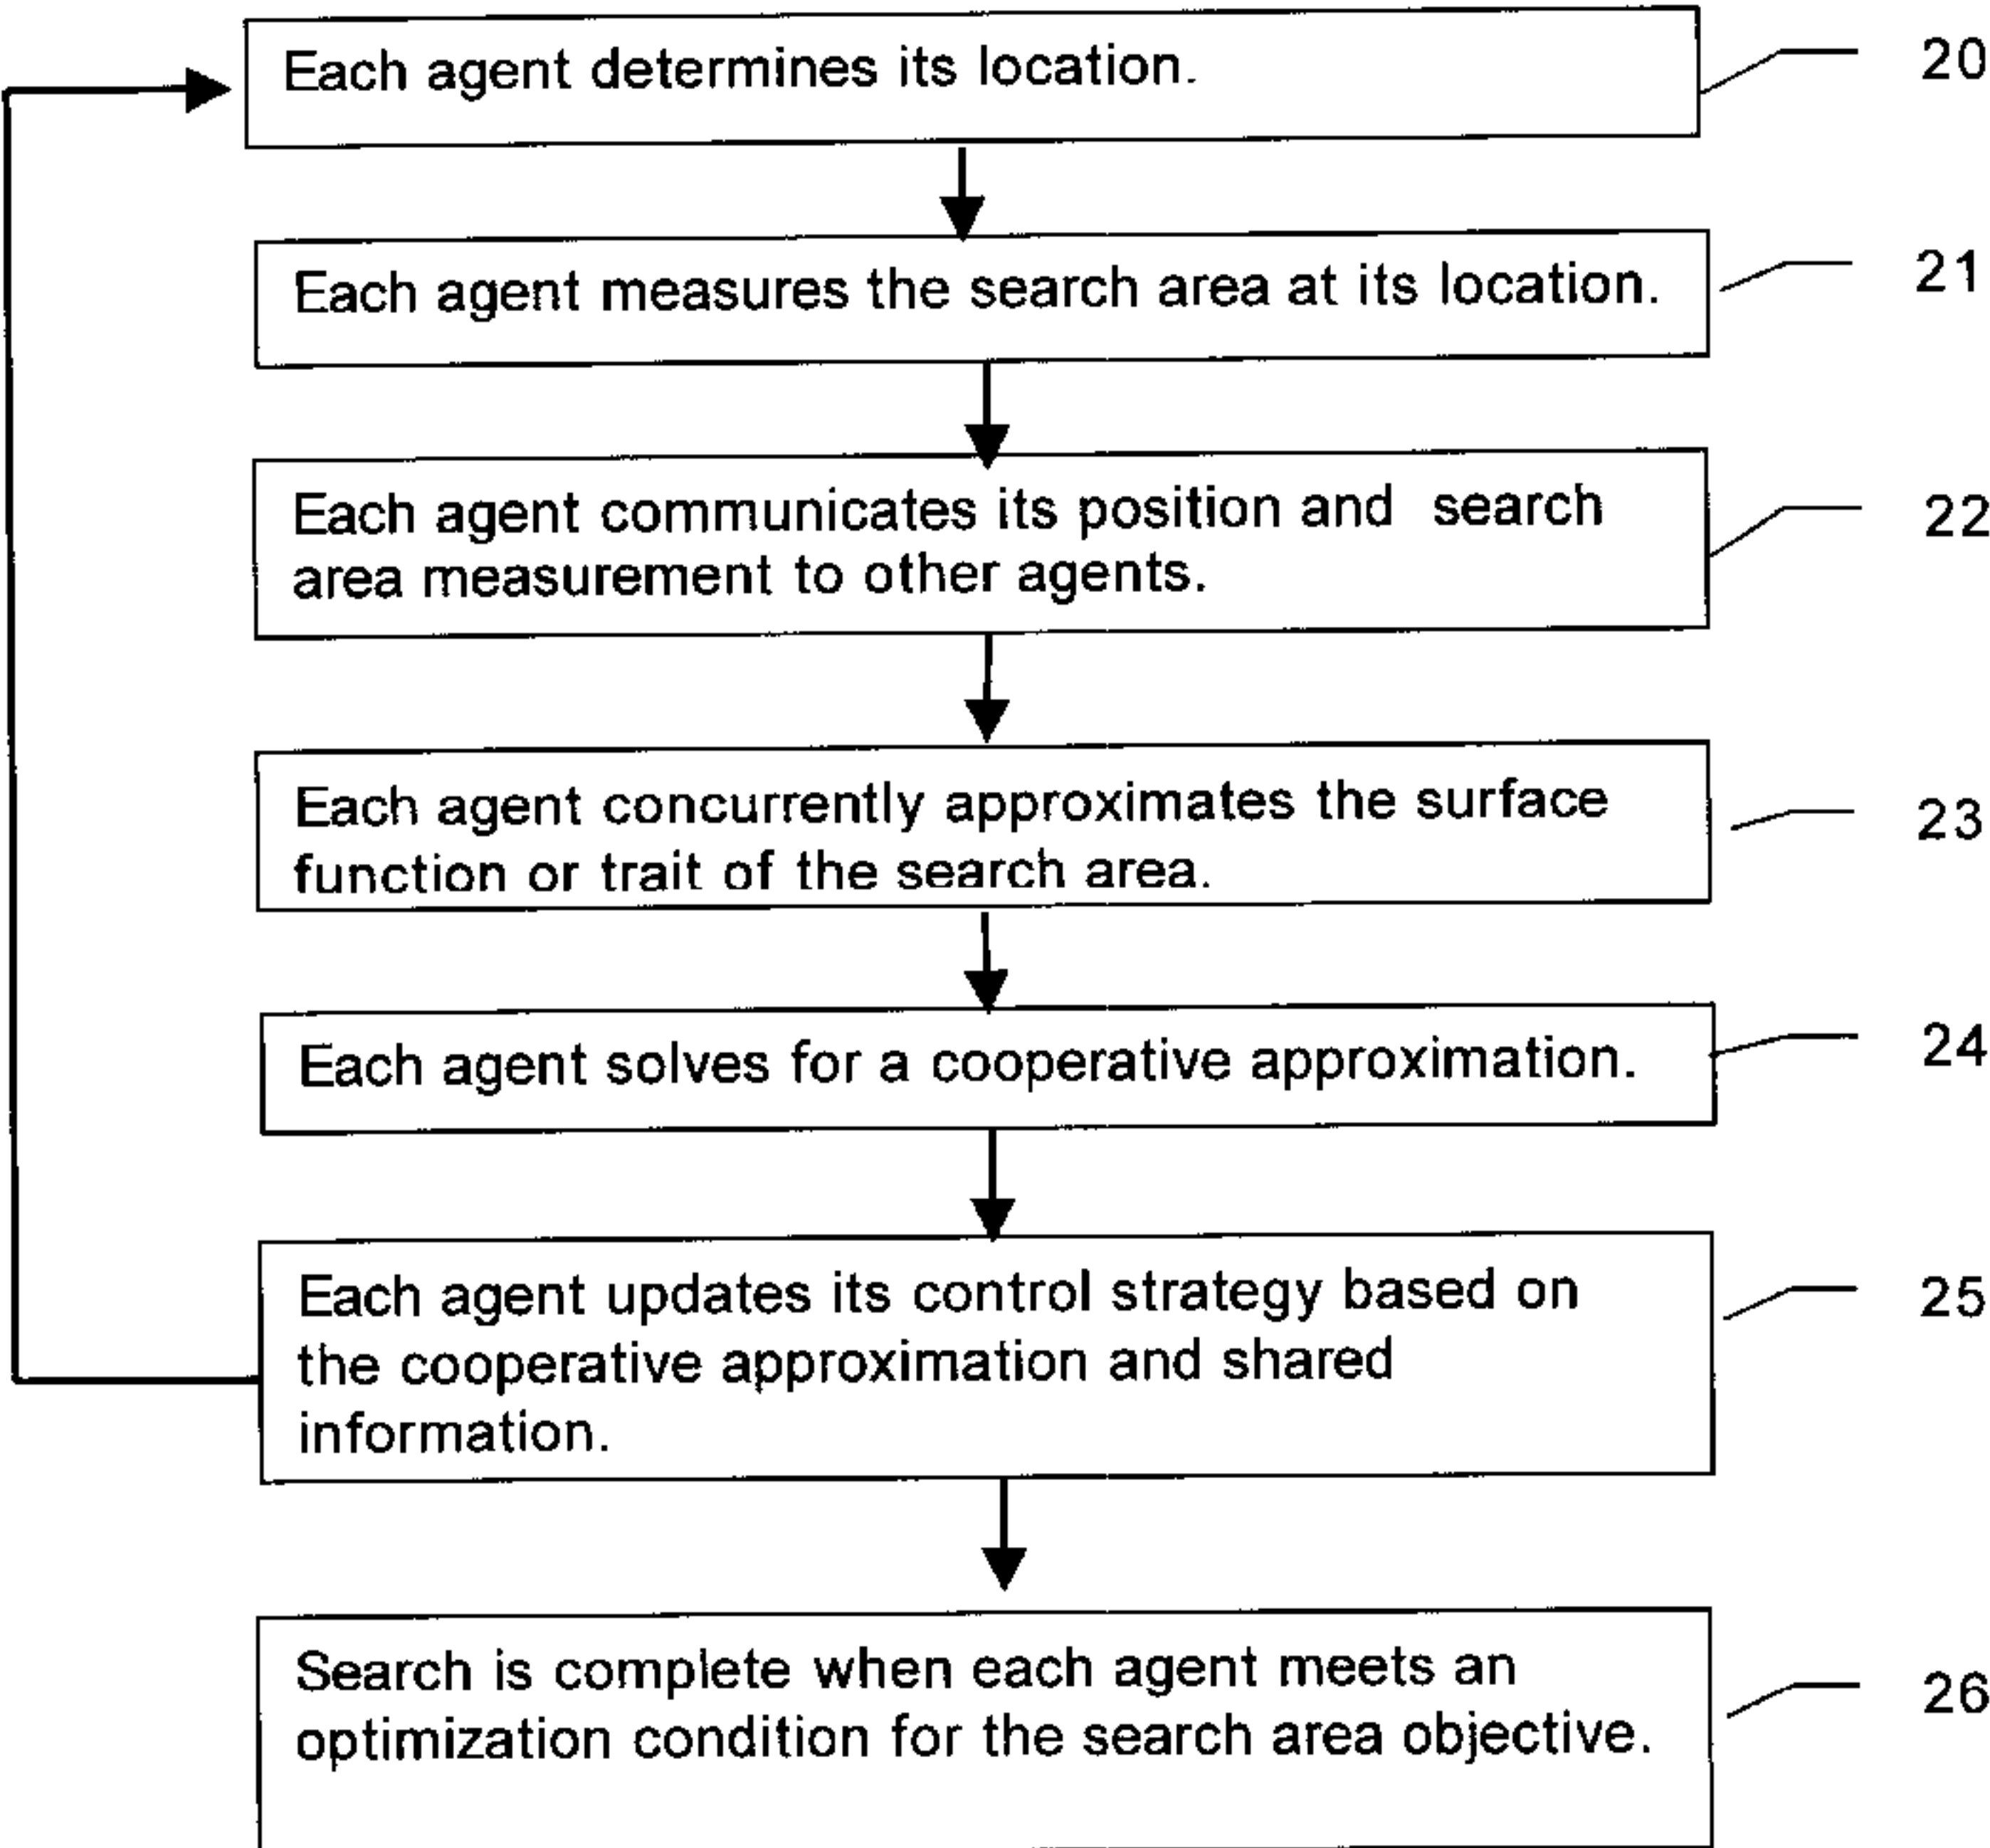 Each agent determines its location.
20
Each agent measures the search area at its location.
21
Each agent communicates its position and search
area measurement to other agents.
22
Each agent concurrently approximates the surface
function or trait of the search area.
23
Each agent solves for a cooperative approximation.
24
Each agent updates its control strategy based on
the cooperative approximation and shared
information.
25
Search is complete when each agent meets an
optimization condition for the search area objective.
26